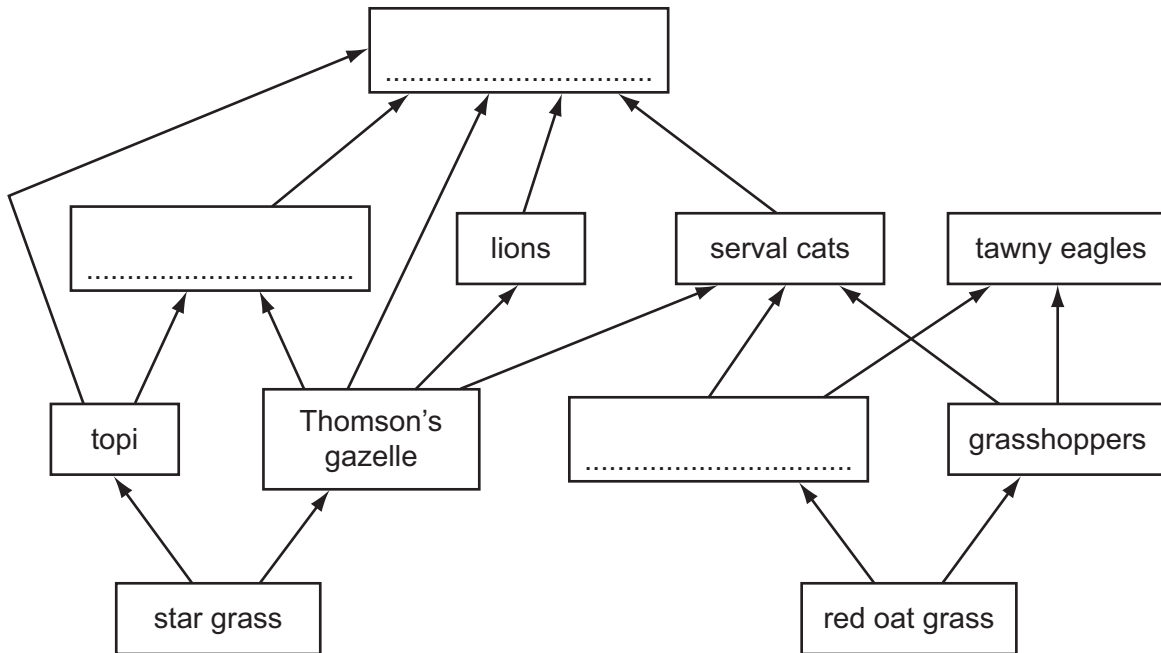 .................................
.................................
lions
serval cats
tawny eagles
topi
Thomson's
gazelle
.................................
grasshoppers
star grass
red oat grass